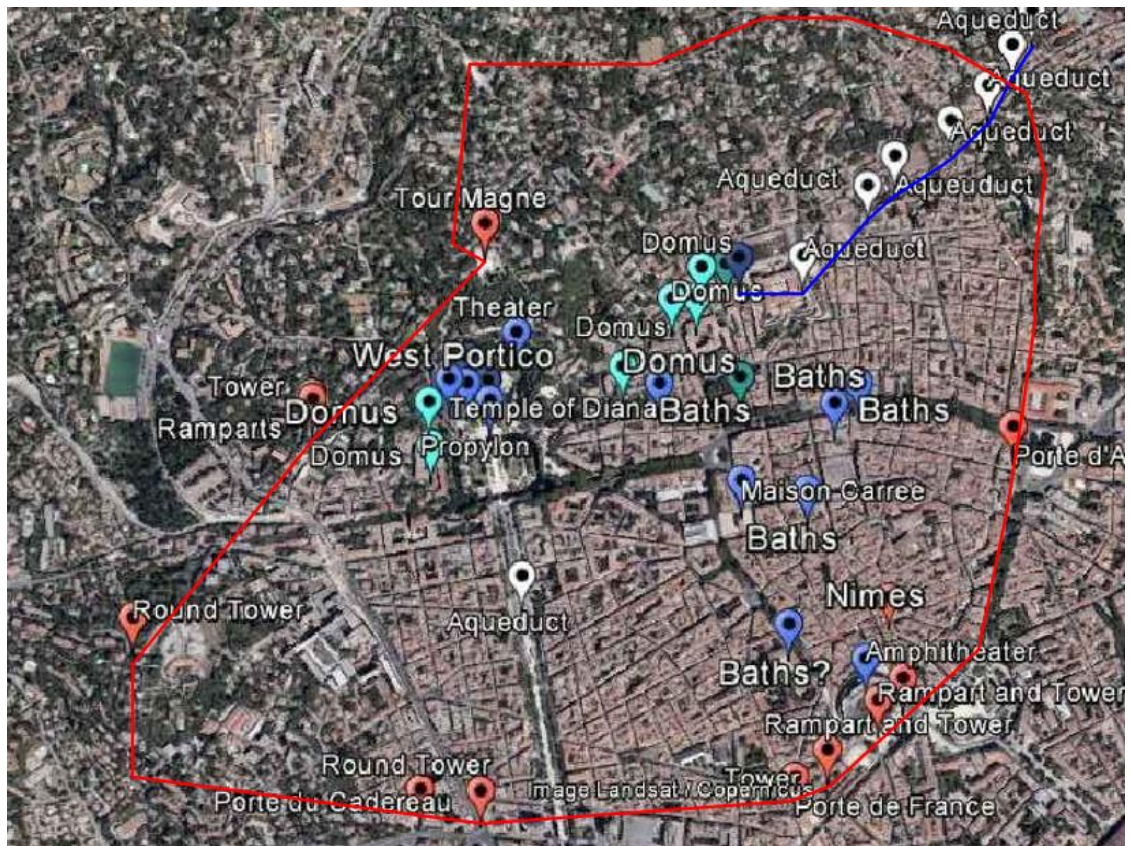 Aqueduct
Aqueduct
Aqueduct
Aqueduct
Aqueuduct
Tour Magne
Domus
Aqueduct
Domus
Theater
Domus
West Portico
Domus
Baths
Tower
Domus
Temple of Diana
Baths
Baths
Ramparts
Propylon
Domus
Porte d'A
Maison Carree
Baths
Nimes
Round Tower
Aqueduct
Amphitheater
Baths?
Rampart and Tower
Rampart and Tower
Round Tower
Tower
Image Landsat / Copernicus
Porte du Cadereau
Porte de France